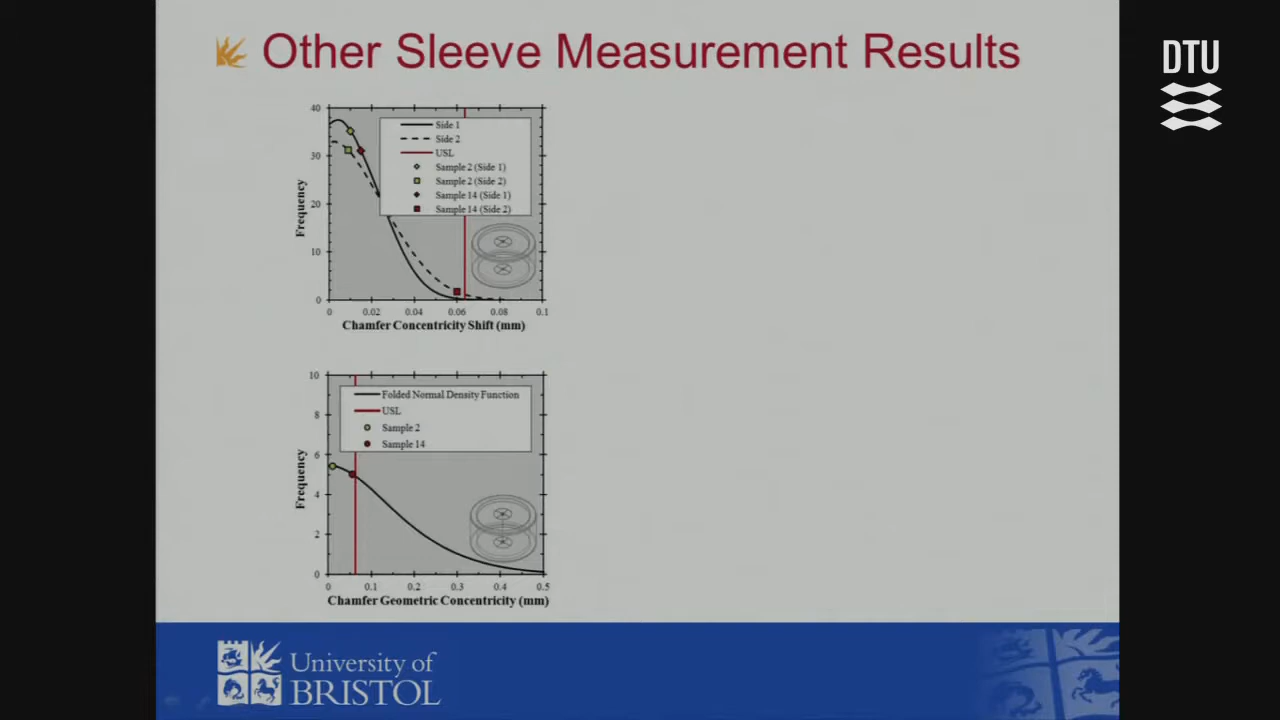 Other Sleeve Measurement Results
DTU
40
30
20
10
0
Frequency
Side 1
Side 2
USL
Sample 2 (Side 1)
Sample 2 (Side 2)
Sample 14 (Side 1)
Sample 14 (Side 2)
0 0.02 0.04 0.06 0.08 0.1
Chamfer Concentricity Shift (mm)
10
8
6
4
2
0
Frequency
Folded Normal Density Function
USL
Sample 2
Sample 14
0 0.1 0.2 0.3 0.4 0.5
Chamfer Geometric Concentricity (mm)
University of
BRISTOL